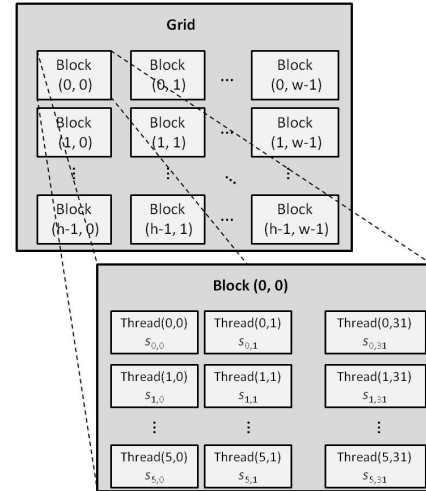 Grid
Block
(0, 0)
Block
(0, 1)
...
Block
(0, w-1)
Block
(1, 0)
Block
(1, 1)
Block
(1, w-1)
Block
(h-1, 0)
Block
(h-1, 1)
...
Block
(h-1, w-1)
Block (0, 0)
Thread(0,0)
s0,0
Thread(0,1)
s0,1
Thread(0,31)
s0,31
Thread(1,0)
s1,0
Thread(1,1)
s1,1
Thread(1,31)
s1,31
Thread(5,0)
s5,0
Thread(5,1)
s5,1
Thread(5,31)
s5,31